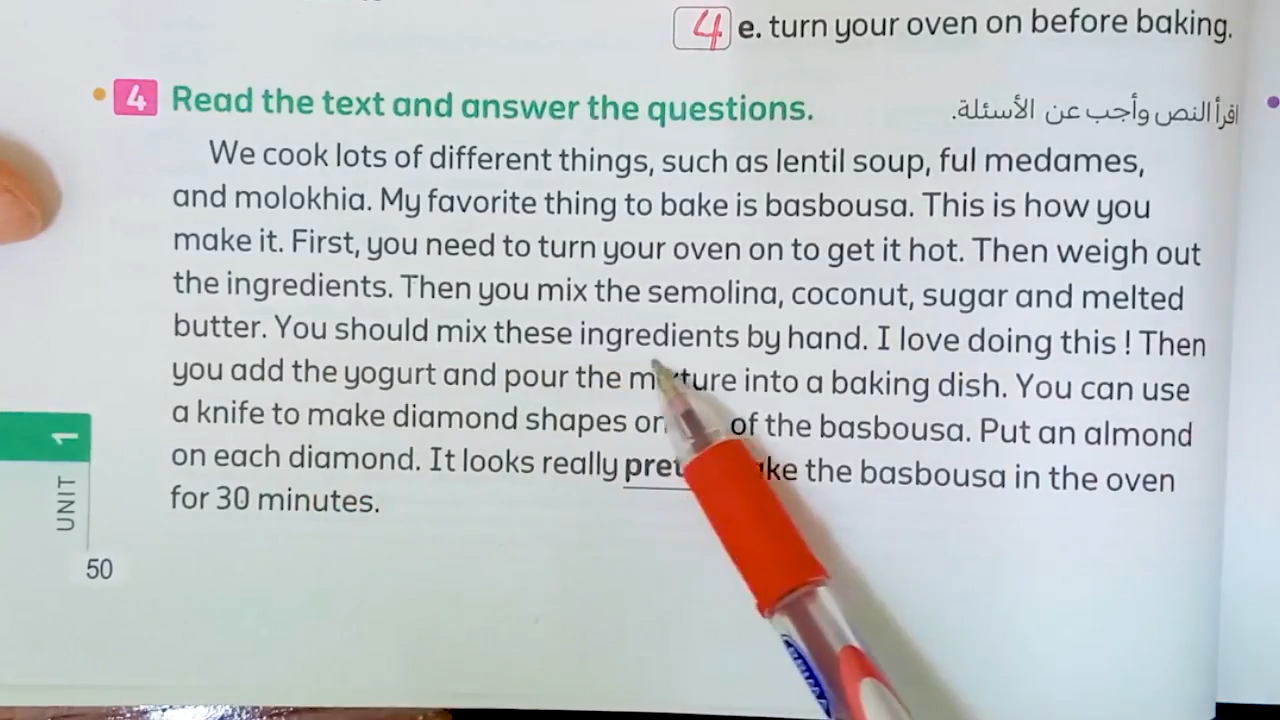 4 e. turn your oven on before baking.
4 Read the text and answer the questions. اقرأ النص وأجب عن الأسئلة.
We cook lots of different things, such as lentil soup, ful medames,
and molokhia. My favorite thing to bake is basbousa. This is how you
make it. First, you need to turn your oven on to get it hot. Then weigh out
the ingredients. Then you mix the semolina, coconut, sugar and melted
butter. You should mix these ingredients by hand. I love doing this ! Then
you add the yogurt and pour the mixture into a baking dish. You can use
a knife to make diamond shapes on of the basbousa. Put an almond
on each diamond. It looks really the basbousa in the oven
for 30 minutes.
UNIT 1
50